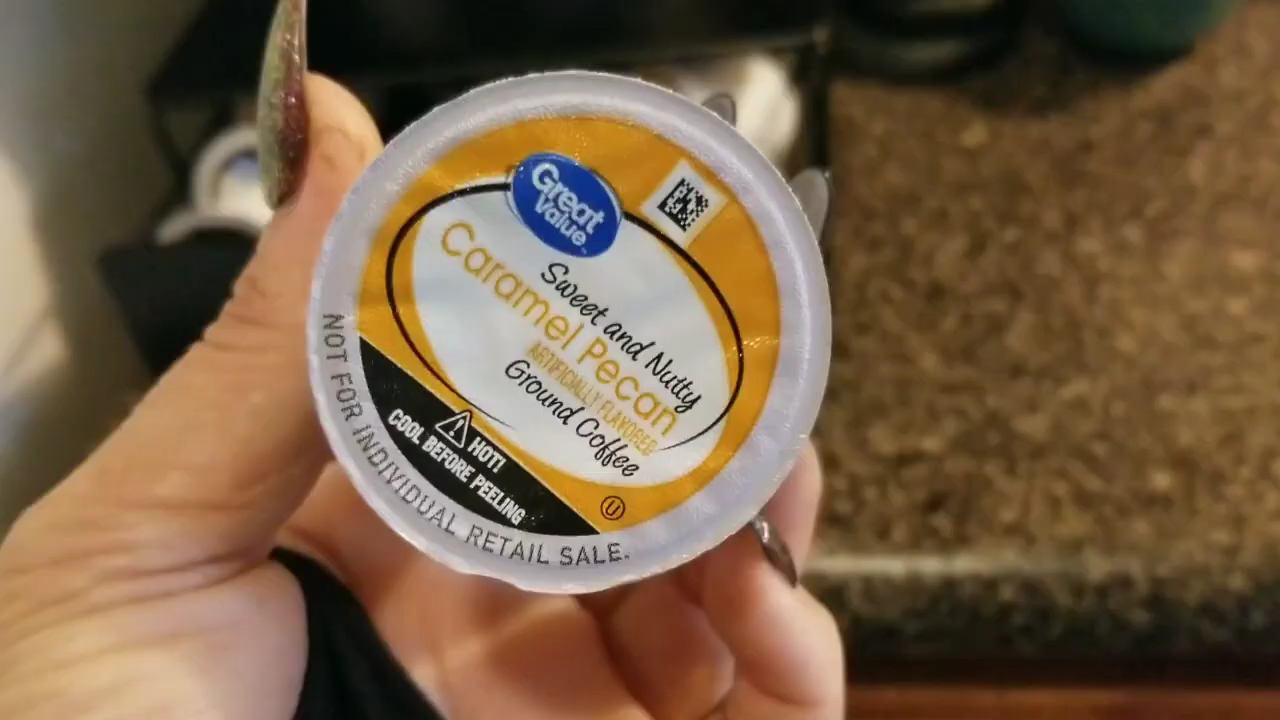 Great
Value
Sweet and Nutty
Caramel Pecan
ARTIFICIALLY FLAVORED
Ground Coffee
HOT!
COOL BEFORE PEELING
U
NOT FOR INDIVIDUAL RETAIL SALE.